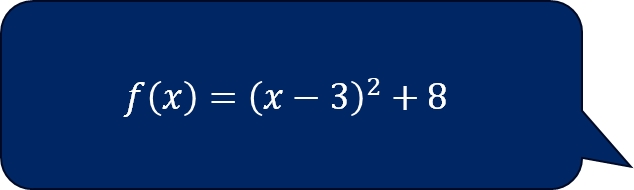 f(x) = (x − 3)² + 8